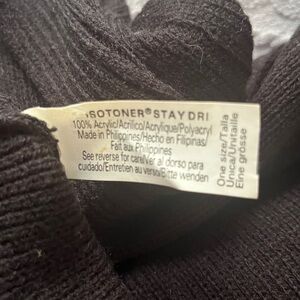 ISOTONER® STAY DRI
100% Acrylic/Acrilico/Acrylique/Polyacryl
Made in Philippines/Hecho en Filipinas/
Fait aux Philippines
See reverse for care/ver al dorso para
cuidado/Entretien au verso/Bitte wenden
One size/Talla
Unica/Unitaille
Eine grösse